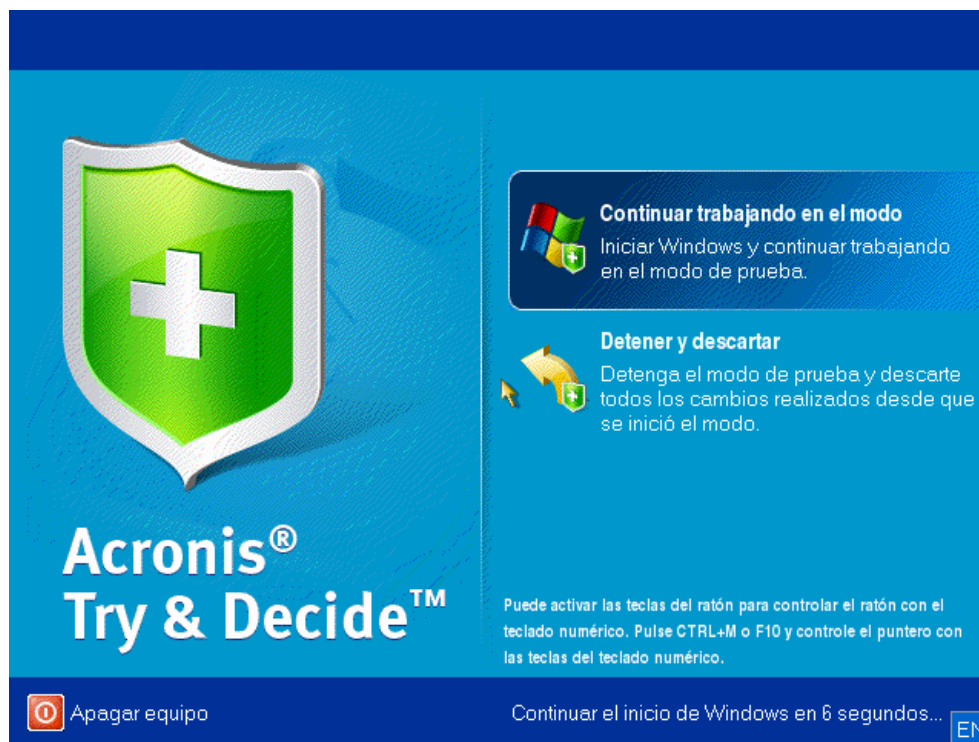 Continuar trabajando en el modo
Iniciar Windows y continuar trabajando
en el modo de prueba.
Detener y descartar
Detenga el modo de prueba y descarte
todos los cambios realizados desde que
se inició el modo.
Acronis®
Try & Decide™
Puede activar las teclas del ratón para controlar el ratón con el
teclado numérico. Pulse CTRL+M o F10 y controle el puntero con
las teclas del teclado numérico.
Apagar equipo
Continuar el inicio de Windows en 6 segundos...
EN